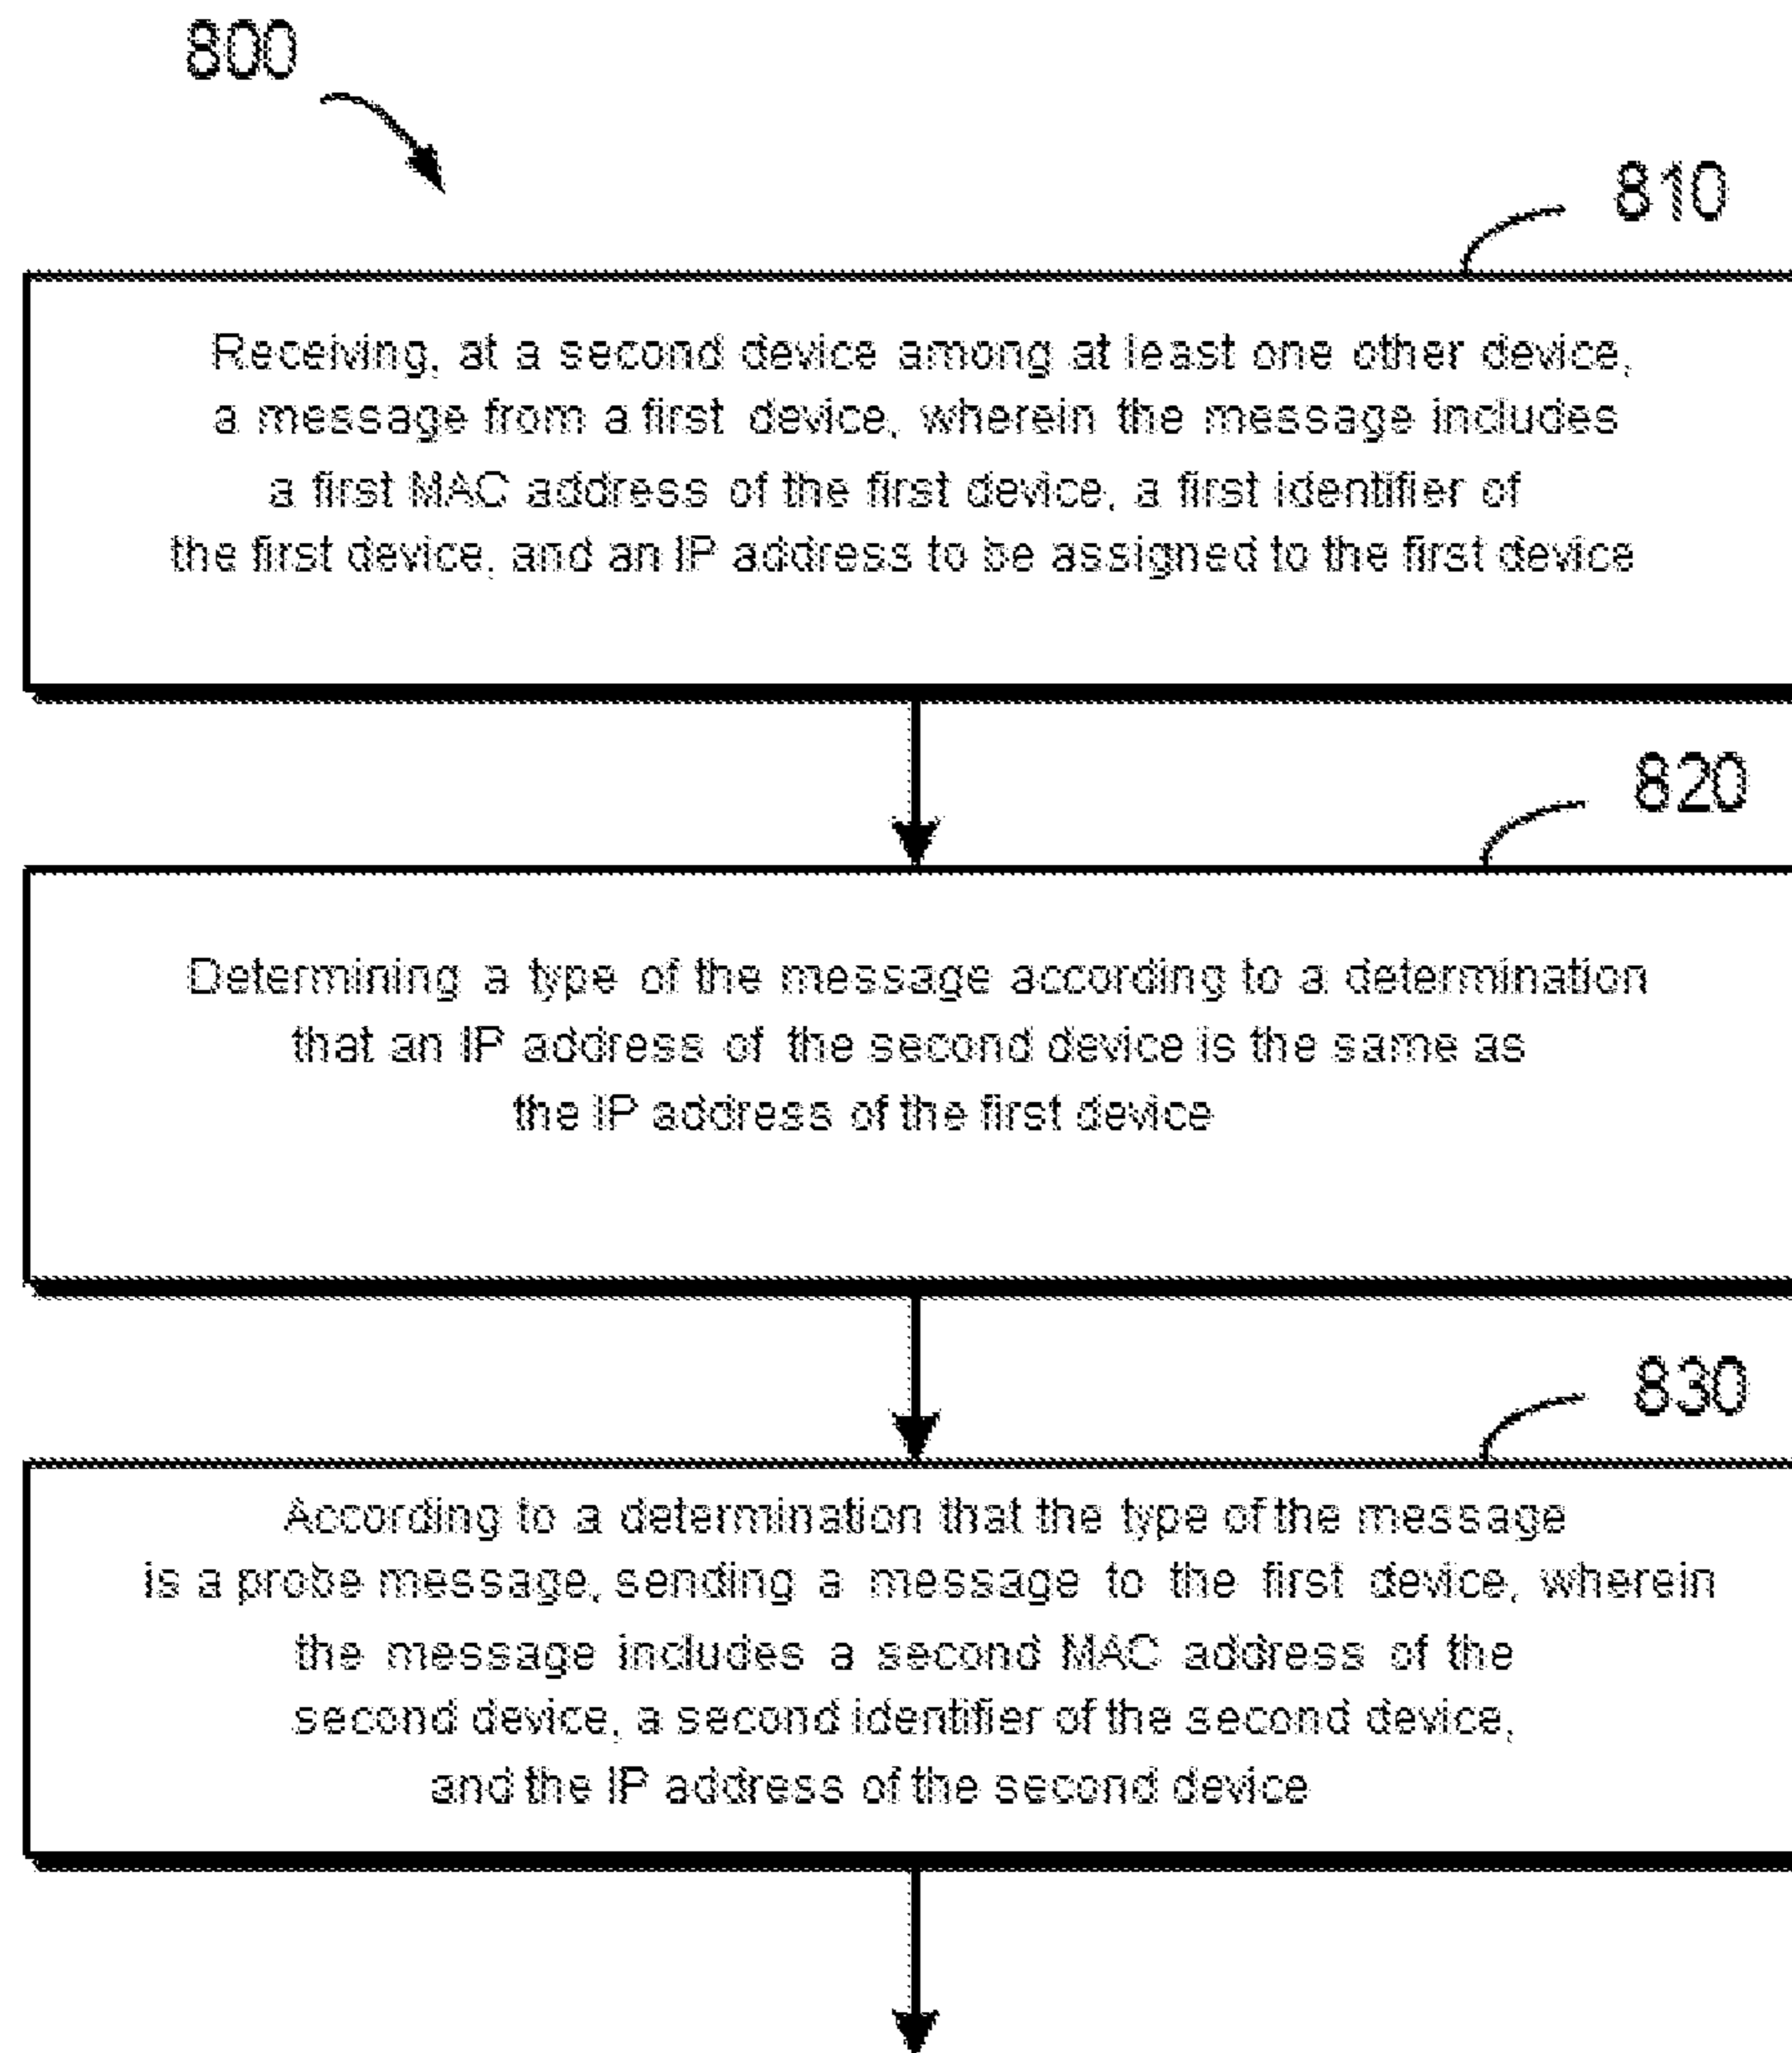 800
810
Receiving, at a second device among at least one other device,
a message from a first device, wherein the message includes
a first MAC address of the first device, a first identifier of
the first device, and an IP address to be assigned to the first device
820
Determining a type of the message according to a determination
that an IP address of the second device is the same as
the IP address of the first device
830
According to a determination that the type of the message
is a probe message, sending a message to the first device, wherein
the message includes a second MAC address of the
second device, a second identifier of the second device,
and the IP address of the second device